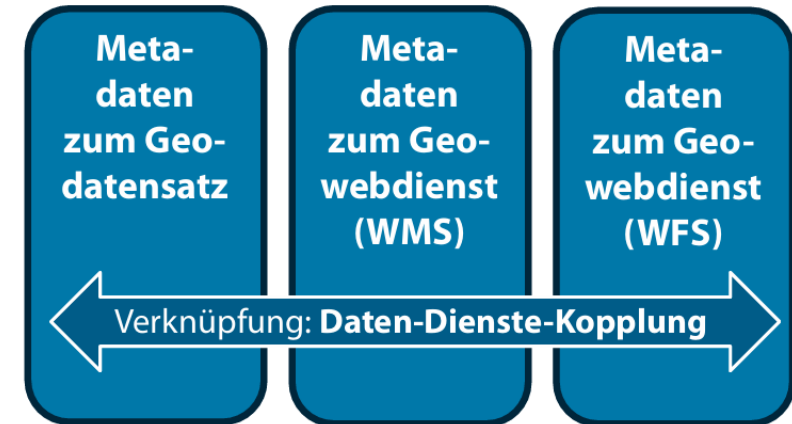 Meta-
daten
zum Geo-
datensatz
Meta-
daten
zum Geo-
webdienst
(WMS)
Meta-
daten
zum Geo-
webdienst
(WFS)
Verknüpfung: Daten-Dienste-Kopplung